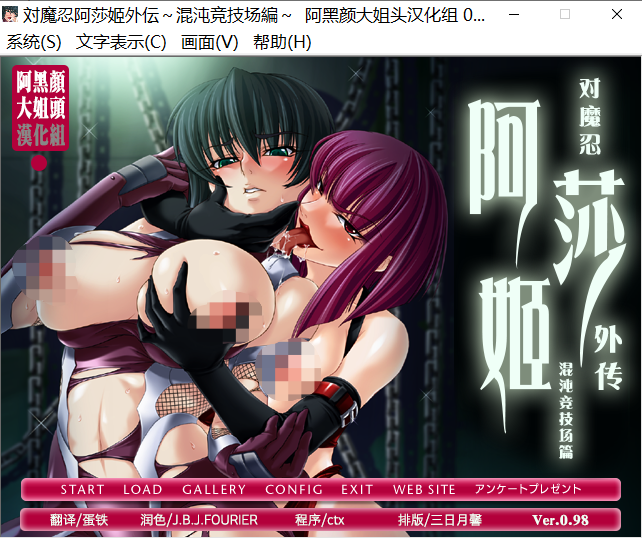 対魔忍阿莎姬外伝～混沌竞技场編～ 阿黑颜大姐头汉化组 0...
系统(S) 文字表示(C) 画面(V) 帮助(H)
阿黑顏
大姐頭
漢化組
对魔忍
阿莎姬
外传
混沌竞技场篇
START LOAD GALLERY CONFIG EXIT WEB SITE アンケートプレゼント
翻译/蛋铁 润色/J.B.J.FOURIER 程序/ctx 排版/三日月馨 Ver.0.98